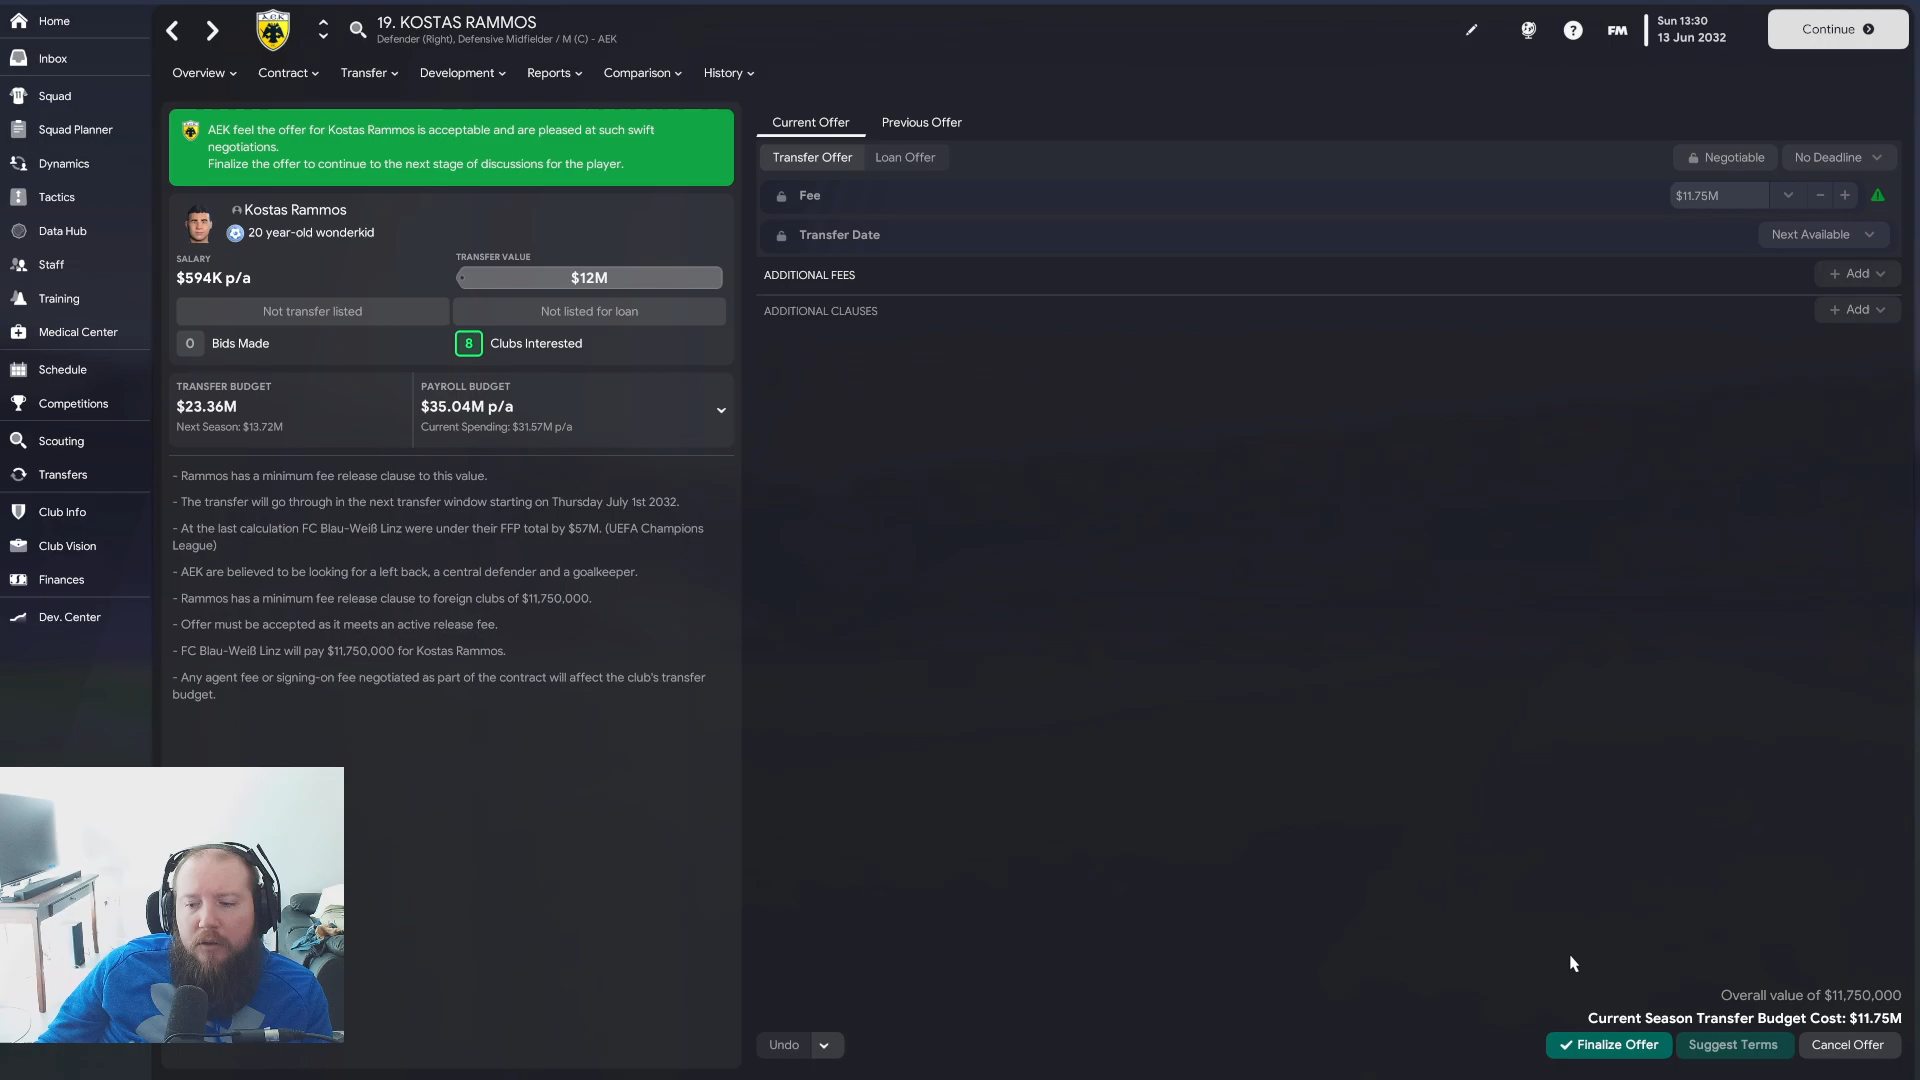 Home
Inbox
Squad
Squad Planner
Dynamics
Tactics
Data Hub
Staff
Training
Medical Center
Schedule
Competitions
Scouting
Transfers
Club Info
Club Vision
Finances
Dev. Center
19. KOSTAS RAMMOS
Defender (Right), Defensive Midfielder / M (C) - AEK
FM
Sun 13:30
13 Jun 2032
Continue
Overview
Contract
Transfer
Development
Reports
Comparison
History
AEK feel the offer for Kostas Rammos is acceptable and are pleased at such swift
negotiations.
Finalize the offer to continue to the next stage of discussions for the player.
Kostas Rammos
20 year-old wonderkid
SALARY
$594K p/a
TRANSFER VALUE
$12M
Not transfer listed
Not listed for loan
0 Bids Made
8 Clubs Interested
TRANSFER BUDGET
$23.36M
Next Season: $13.72M
PAYROLL BUDGET
$35.04M p/a
Current Spending: $31.57M p/a
- Rammos has a minimum fee release clause to this value.
- The transfer will go through in the next transfer window starting on Thursday July 1st 2032.
- At the last calculation FC Blau-Weiß Linz were under their FFP total by $57M. (UEFA Champions
League)
- AEK are believed to be looking for a left back, a central defender and a goalkeeper.
- Rammos has a minimum fee release clause to foreign clubs of $11,750,000.
- Offer must be accepted as it meets an active release fee.
- FC Blau-Weiß Linz will pay $11,750,000 for Kostas Rammos.
- Any agent fee or signing-on fee negotiated as part of the contract will affect the club's transfer
budget.
Current Offer
Previous Offer
Transfer Offer
Loan Offer
Negotiable
No Deadline
Fee
$11.75M
Transfer Date
Next Available
ADDITIONAL FEES
+ Add
ADDITIONAL CLAUSES
+ Add
Overall value of $11,750,000
Current Season Transfer Budget Cost: $11.75M
Undo
Finalize Offer
Suggest Terms
Cancel Offer